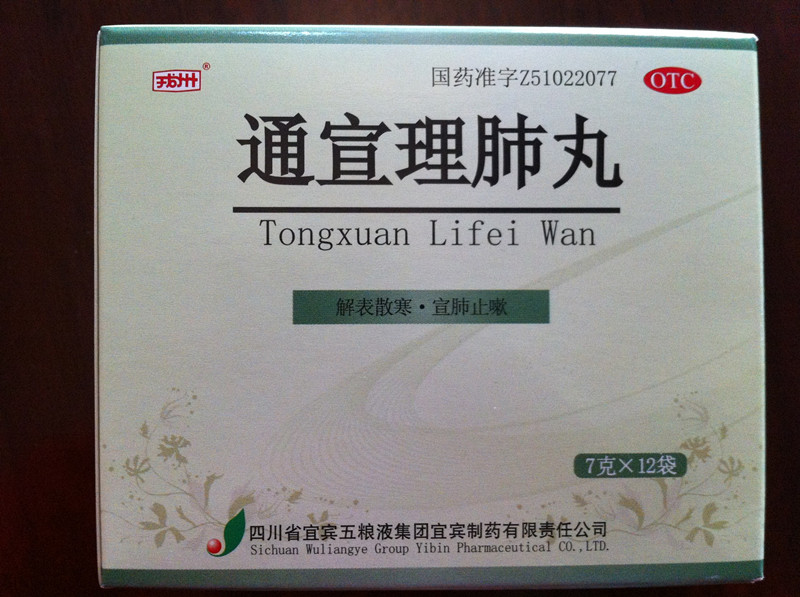 戎州®
国药准字Z51022077 OTC
通宣理肺丸
Tongxuan Lifei Wan
解表散寒·宣肺止嗽
7克×12袋
四川省宜宾五粮液集团宜宾制药有限责任公司
Sichuan Wuliangye Group Yibin Pharmaceutical CO.,LTD.